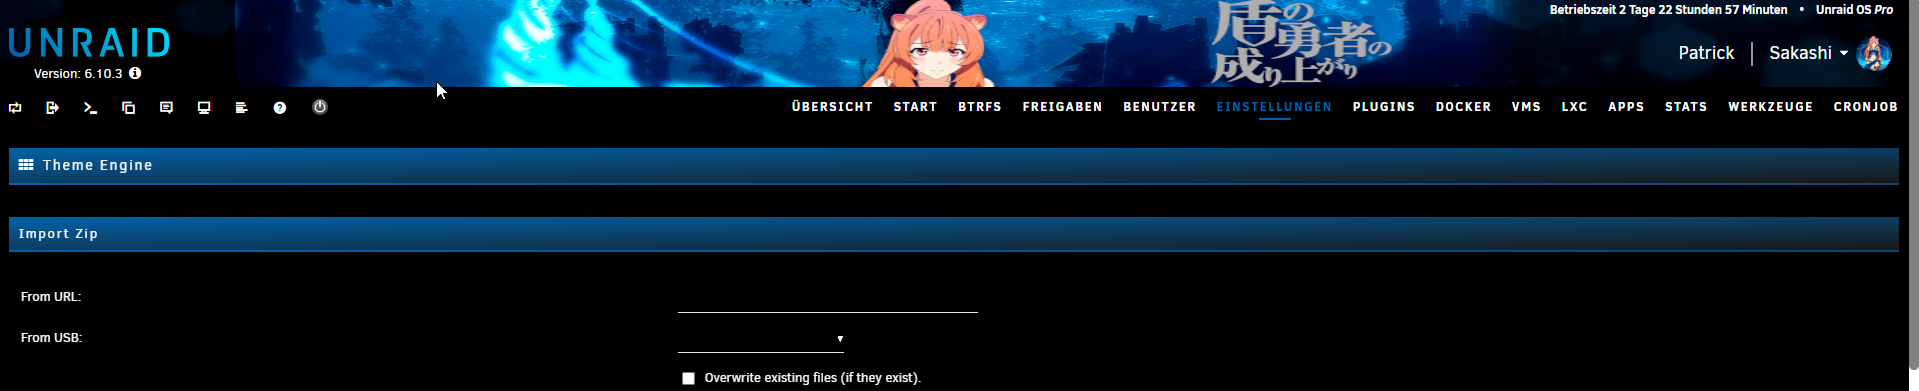 Betriebszeit 2 Tage 22 Stunden 57 Minuten • Unraid OS Pro
UNRAID
Version: 6.10.3
盾の勇者の
成り上がり
Patrick | Sakashi
ÜBERSICHT START BTRFS FREIGABEN BENUTZER EINSTELLUNGEN PLUGINS DOCKER VMS LXC APPS STATS WERKZEUGE CRONJOB
Theme Engine
Import Zip
From URL:
From USB:
Overwrite existing files (if they exist).